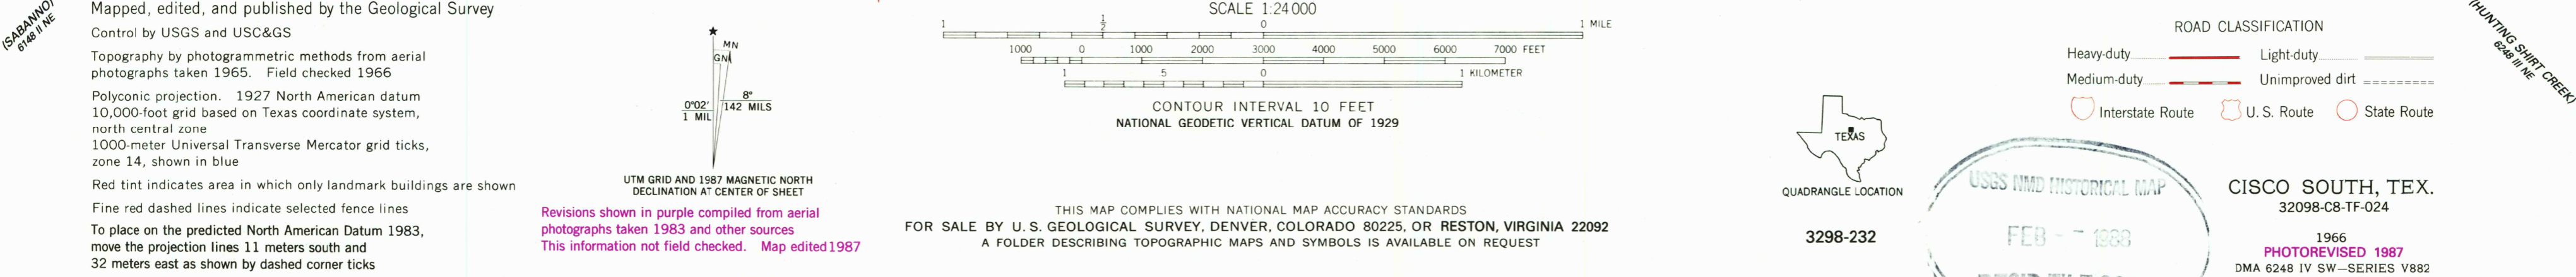 (SABANNO)
6148 II NE
Mapped, edited, and published by the Geological Survey
Control by USGS and USC&GS
Topography by photogrammetric methods from aerial
photographs taken 1965. Field checked 1966
Polyconic projection. 1927 North American datum
10,000-foot grid based on Texas coordinate system,
north central zone
1000-meter Universal Transverse Mercator grid ticks,
zone 14, shown in blue
Red tint indicates area in which only landmark buildings are shown
Fine red dashed lines indicate selected fence lines
To place on the predicted North American Datum 1983,
move the projection lines 11 meters south and
32 meters east as shown by dashed corner ticks
MN
GN
0°02'
1 MIL
8°
142 MILS
UTM GRID AND 1987 MAGNETIC NORTH
DECLINATION AT CENTER OF SHEET
Revisions shown in purple compiled from aerial
photographs taken 1983 and other sources
This information not field checked. Map edited 1987
SCALE 1:24 000
1 ½ 0 1 MILE
1000 0 1000 2000 3000 4000 5000 6000 7000 FEET
1 5 0 1 KILOMETER
CONTOUR INTERVAL 10 FEET
NATIONAL GEODETIC VERTICAL DATUM OF 1929
THIS MAP COMPLIES WITH NATIONAL MAP ACCURACY STANDARDS
FOR SALE BY U. S. GEOLOGICAL SURVEY, DENVER, COLORADO 80225, OR RESTON, VIRGINIA 22092
A FOLDER DESCRIBING TOPOGRAPHIC MAPS AND SYMBOLS IS AVAILABLE ON REQUEST
TEXAS
QUADRANGLE LOCATION
3298-232
ROAD CLASSIFICATION
Heavy-duty Light-duty
Medium-duty Unimproved dirt
Interstate Route U. S. Route State Route
(HUNTING SHIRT CREEK)
6248 III NE
USGS NMD HISTORICAL MAP
FEB - 1988
CISCO SOUTH, TEX.
32098-C8-TF-024
1966
PHOTOREVISED 1987
DMA 6248 IV SW—SERIES V882